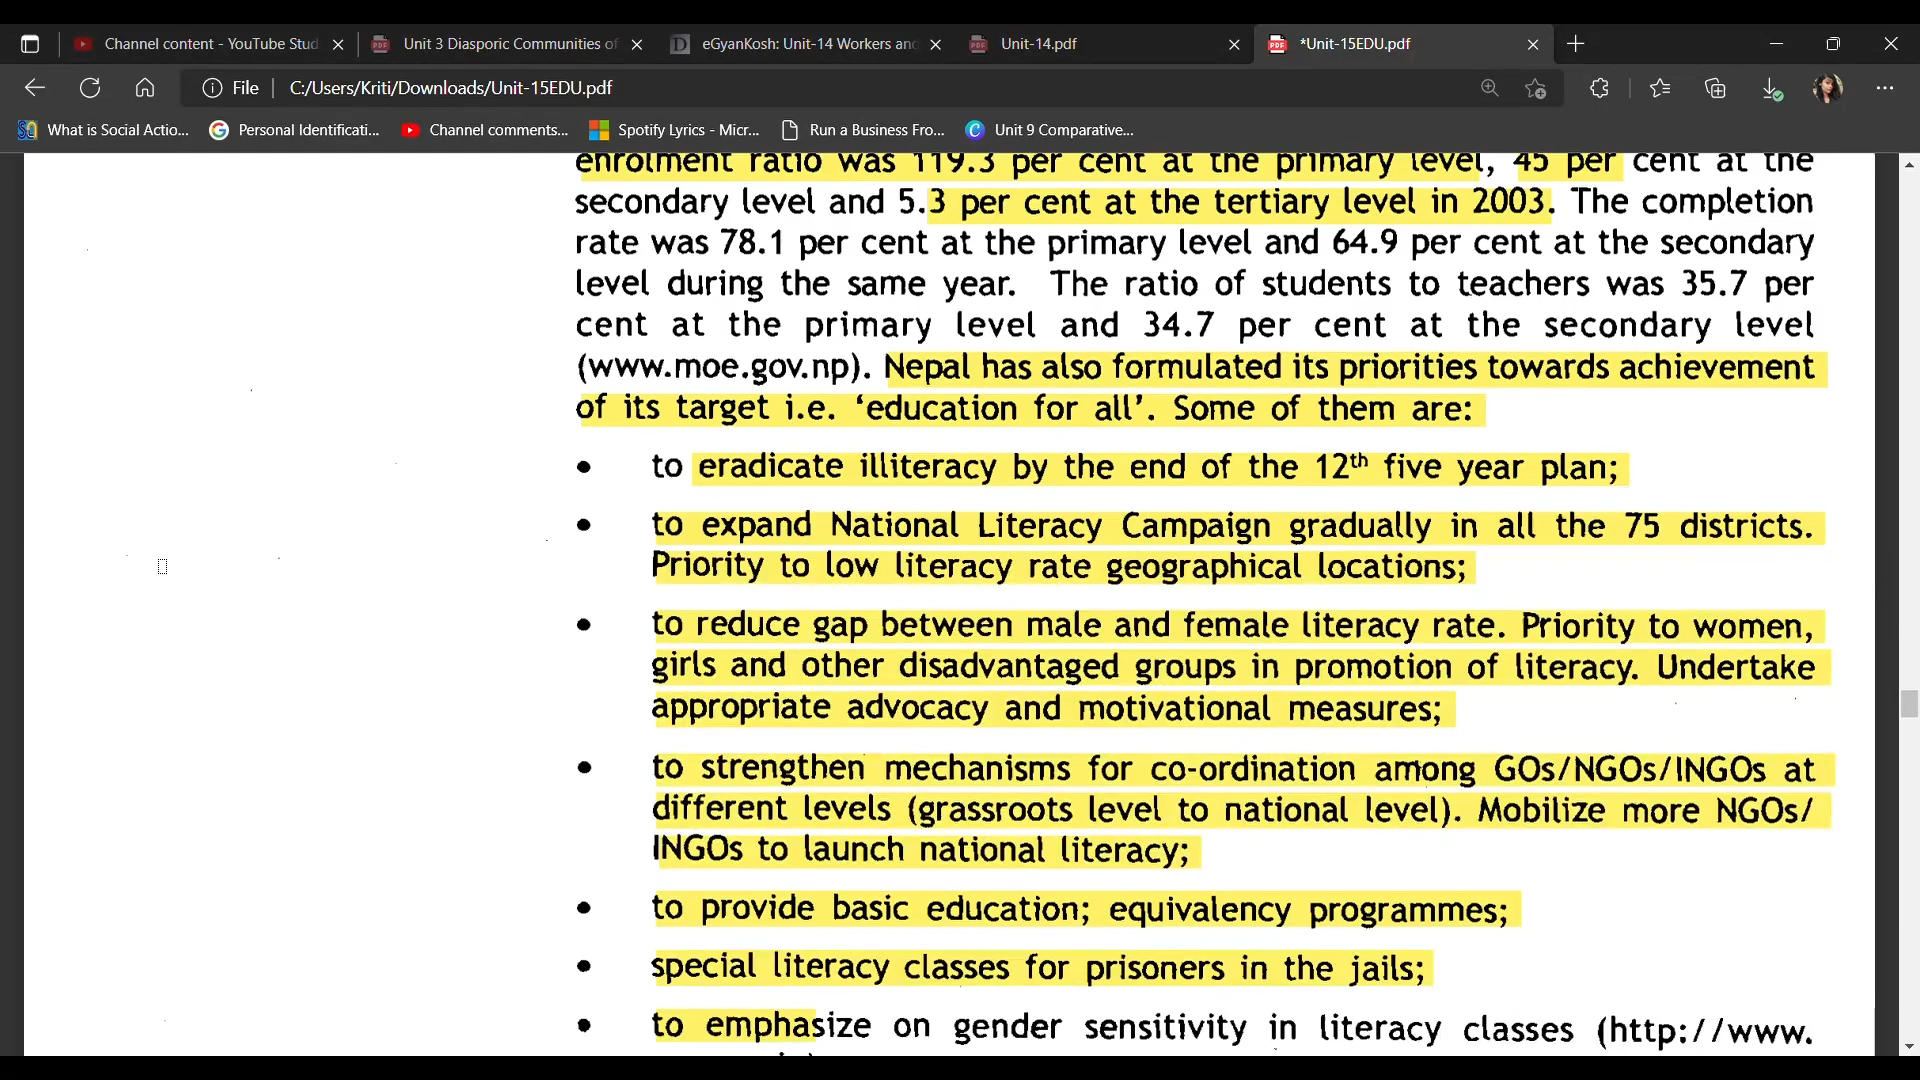 Channel content - YouTube Stud
Unit 3 Diasporic Communities of
eGyanKosh: Unit-14 Workers and
Unit-14.pdf
*Unit-15EDU.pdf
File
C:/Users/Kriti/Downloads/Unit-15EDU.pdf
What is Social Actio...
Personal Identificati...
Channel comments...
Spotify Lyrics - Micr...
Run a Business Fro...
Unit 9 Comparative...
enrolment ratio was 119.3 per cent at the primary level, 45 per cent at the
secondary level and 5.3 per cent at the tertiary level in 2003. The completion
rate was 78.1 per cent at the primary level and 64.9 per cent at the secondary
level during the same year. The ratio of students to teachers was 35.7 per
cent at the primary level and 34.7 per cent at the secondary level
(www.moe.gov.np). Nepal has also formulated its priorities towards achievement
of its target i.e. ‘education for all’. Some of them are:
• to eradicate illiteracy by the end of the 12th five year plan;
• to expand National Literacy Campaign gradually in all the 75 districts.
Priority to low literacy rate geographical locations;
• to reduce gap between male and female literacy rate. Priority to women,
girls and other disadvantaged groups in promotion of literacy. Undertake
appropriate advocacy and motivational measures;
• to strengthen mechanisms for co-ordination among GOs/NGOs/INGOs at
different levels (grassroots level to national level). Mobilize more NGOs/
INGOs to launch national literacy;
• to provide basic education; equivalency programmes;
• special literacy classes for prisoners in the jails;
• to emphasize on gender sensitivity in literacy classes (http://www.